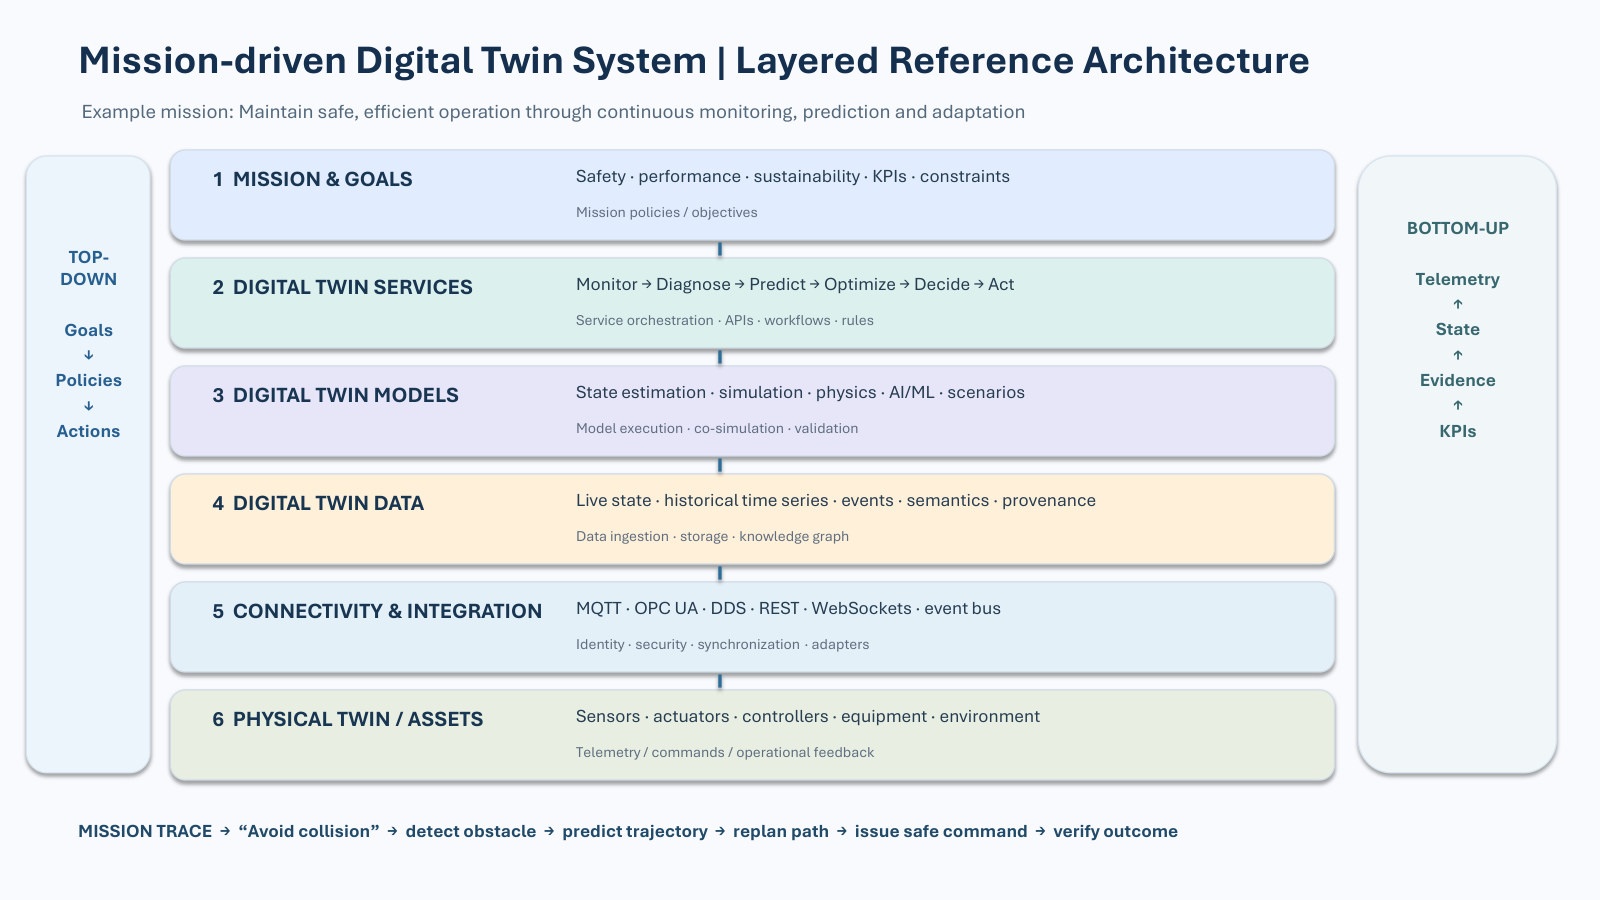 Mission-driven Digital Twin System | Layered Reference Architecture
Example mission: Maintain safe, efficient operation through continuous monitoring, prediction and adaptation
TOP-
DOWN
Goals
↓
Policies
↓
Actions
1 MISSION & GOALS
Safety · performance · sustainability · KPIs · constraints
Mission policies / objectives
2 DIGITAL TWIN SERVICES
Monitor → Diagnose → Predict → Optimize → Decide → Act
Service orchestration · APIs · workflows · rules
3 DIGITAL TWIN MODELS
State estimation · simulation · physics · AI/ML · scenarios
Model execution · co-simulation · validation
4 DIGITAL TWIN DATA
Live state · historical time series · events · semantics · provenance
Data ingestion · storage · knowledge graph
5 CONNECTIVITY & INTEGRATION
MQTT · OPC UA · DDS · REST · WebSockets · event bus
Identity · security · synchronization · adapters
6 PHYSICAL TWIN / ASSETS
Sensors · actuators · controllers · equipment · environment
Telemetry / commands / operational feedback
BOTTOM-UP
Telemetry
↑
State
↑
Evidence
↑
KPIs
MISSION TRACE → “Avoid collision” → detect obstacle → predict trajectory → replan path → issue safe command → verify outcome